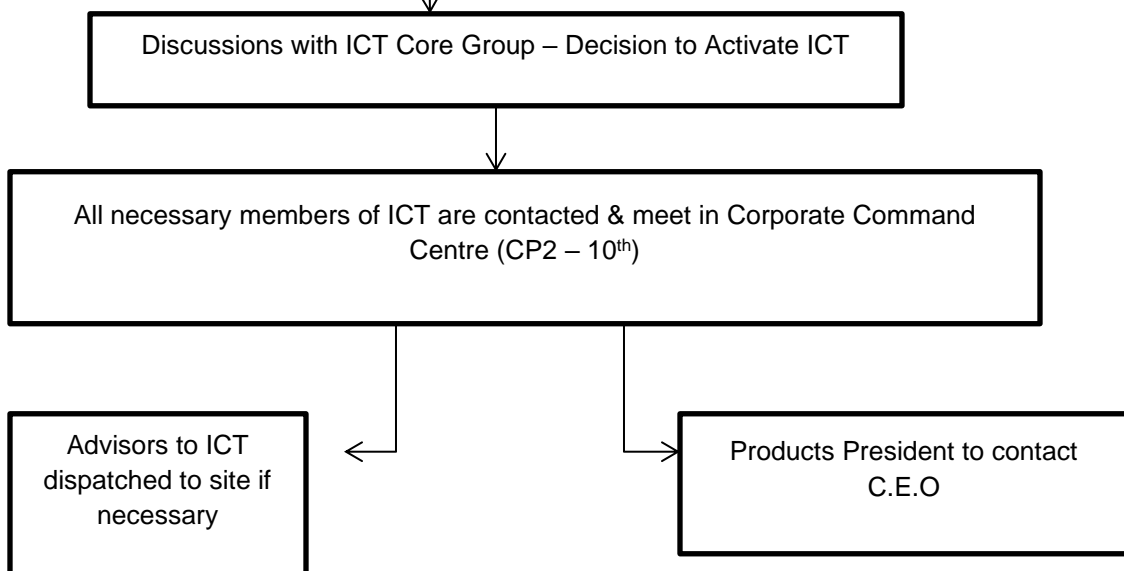 Discussions with ICT Core Group – Decision to Activate ICT
All necessary members of ICT are contacted & meet in Corporate Command
Centre (CP2 – 10th)
Advisors to ICT
dispatched to site if
necessary
Products President to contact
C.E.O